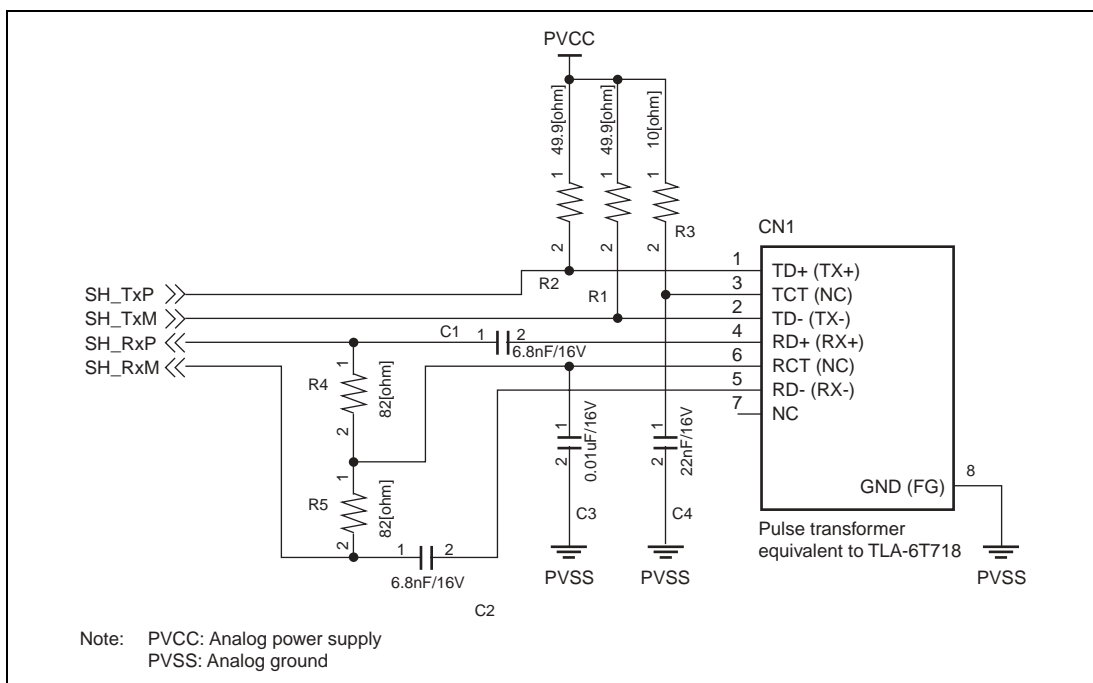 PVCC
49.9[ohm]
49.9[ohm]
10[ohm]
1
1
1
2
2
2
R2
R1
R3
CN1
SH_TxP
SH_TxM
SH_RxP
SH_RxM
1 TD+ (TX+)
3 TCT (NC)
2 TD- (TX-)
4 RD+ (RX+)
6 RCT (NC)
5 RD- (RX-)
7 NC
GND (FG) 8
C1 1 2
6.8nF/16V
1
R4
82[ohm]
2
1
R5
82[ohm]
2
1 2
6.8nF/16V
C2
1
2
0.01uF/16V
C3
PVSS
1
2
22nF/16V
C4
PVSS
Pulse transformer
equivalent to TLA-6T718
PVSS
Note: PVCC: Analog power supply
PVSS: Analog ground